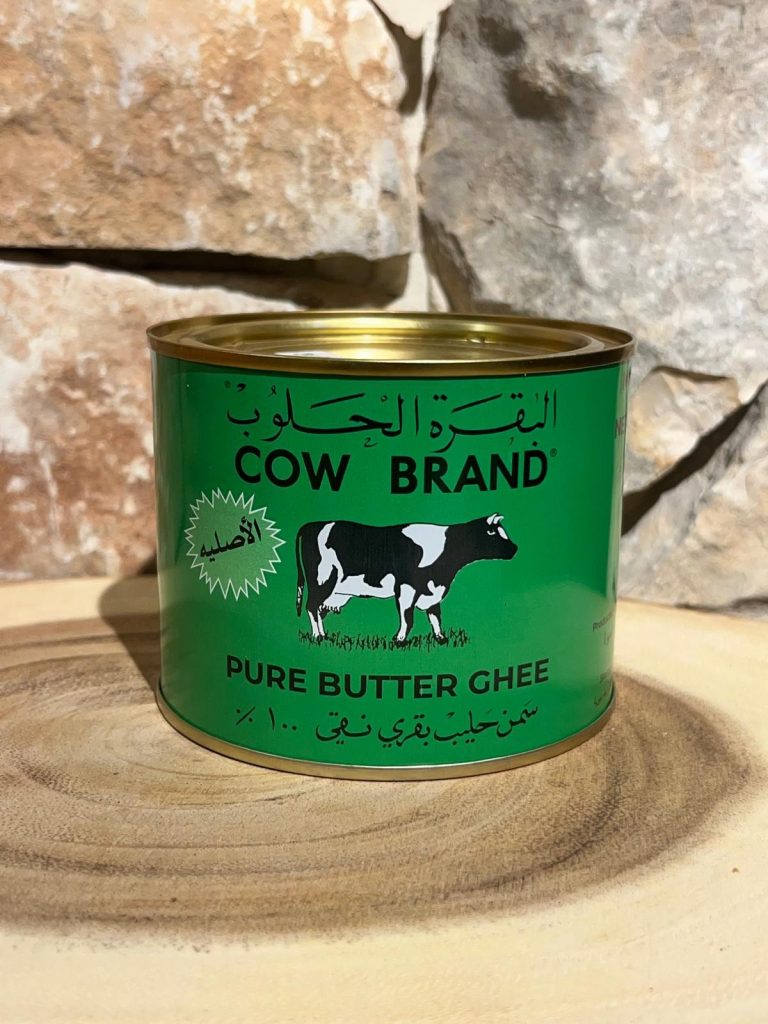 البقرة الحلوب®
COW BRAND®
الأصليه
PURE BUTTER GHEE
سمن حليب بقري نقي ١٠٠ ٪